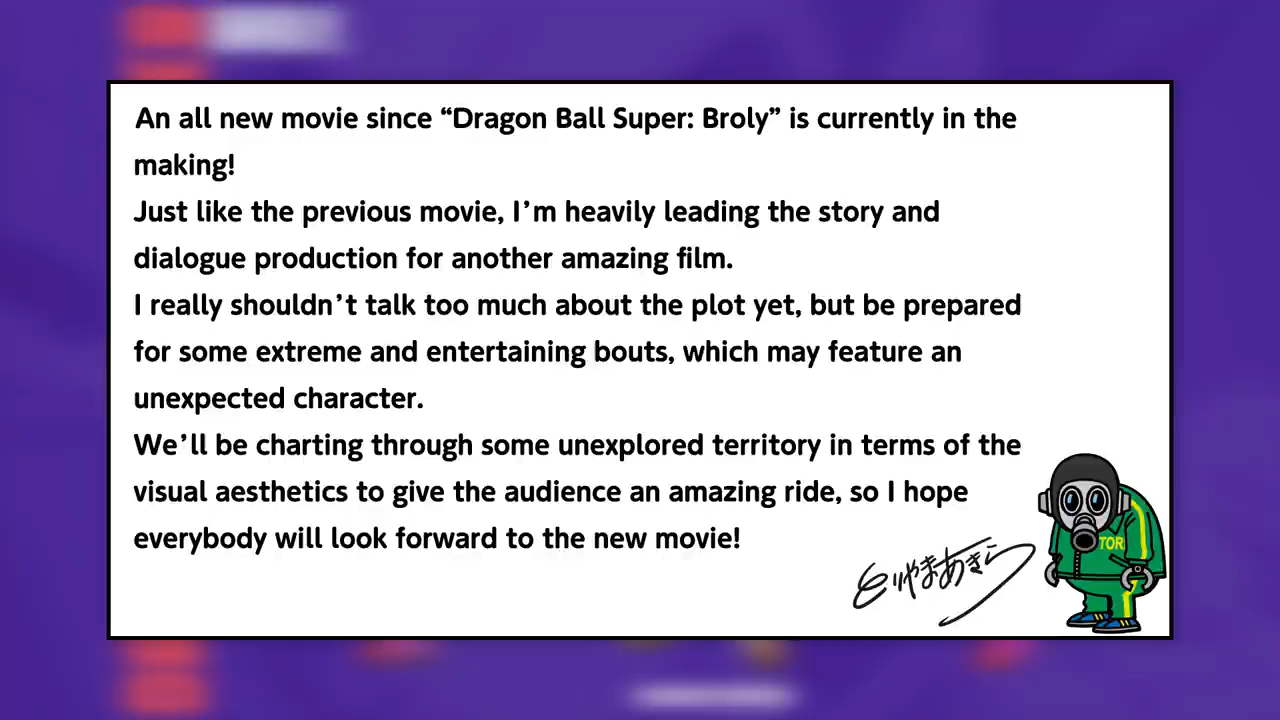 An all new movie since “Dragon Ball Super: Broly” is currently in the
making!
Just like the previous movie, I’m heavily leading the story and
dialogue production for another amazing film.
I really shouldn’t talk too much about the plot yet, but be prepared
for some extreme and entertaining bouts, which may feature an
unexpected character.
We’ll be charting through some unexplored territory in terms of the
visual aesthetics to give the audience an amazing ride, so I hope
everybody will look forward to the new movie!
とりやまあきら
TORI